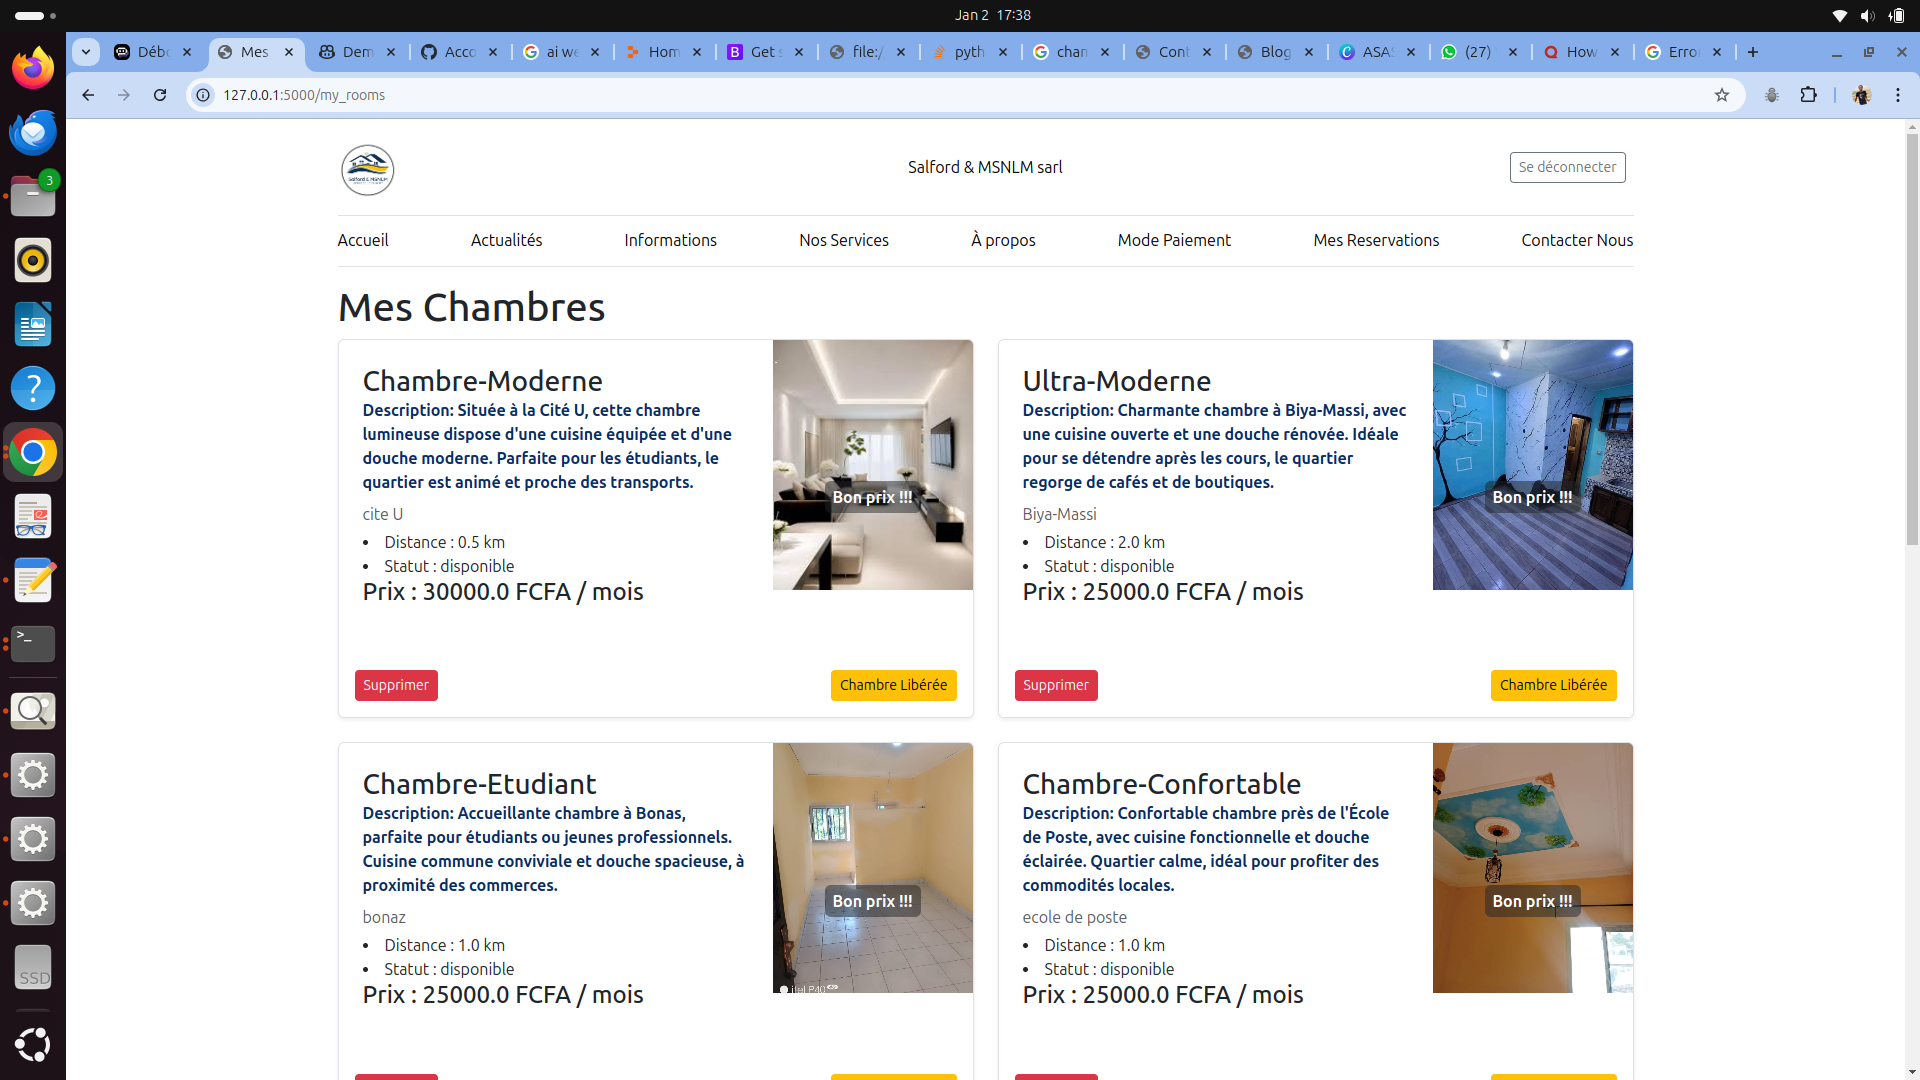 Jan 2 17:38
Débo
Mes
Dem
Acco
ai we
Hom
Get s
file:/
pyth
chan
Cont
Blog
ASAS
(27)
How
Erro
127.0.0.1:5000/my_rooms
3
Salford & MSNLM
Salford & MSNLM sarl
Se déconnecter
Accueil
Actualités
Informations
Nos Services
À propos
Mode Paiement
Mes Reservations
Contacter Nous
Mes Chambres
Chambre-Moderne
Description: Située à la Cité U, cette chambre
lumineuse dispose d'une cuisine équipée et d'une
douche moderne. Parfaite pour les étudiants, le
quartier est animé et proche des transports.
cite U
Distance : 0.5 km
Statut : disponible
Prix : 30000.0 FCFA / mois
Bon prix !!!
Supprimer
Chambre Libérée
Ultra-Moderne
Description: Charmante chambre à Biya-Massi, avec
une cuisine ouverte et une douche rénovée. Idéale
pour se détendre après les cours, le quartier
regorge de cafés et de boutiques.
Biya-Massi
Distance : 2.0 km
Statut : disponible
Prix : 25000.0 FCFA / mois
Bon prix !!!
Supprimer
Chambre Libérée
Chambre-Etudiant
Description: Accueillante chambre à Bonas,
parfaite pour étudiants ou jeunes professionnels.
Cuisine commune conviviale et douche spacieuse, à
proximité des commerces.
bonaz
Distance : 1.0 km
Statut : disponible
Prix : 25000.0 FCFA / mois
Bon prix !!!
itel P40
Chambre-Confortable
Description: Confortable chambre près de l'École
de Poste, avec cuisine fonctionnelle et douche
éclairée. Quartier calme, idéal pour profiter des
commodités locales.
ecole de poste
Distance : 1.0 km
Statut : disponible
Prix : 25000.0 FCFA / mois
Bon prix !!!
SSD